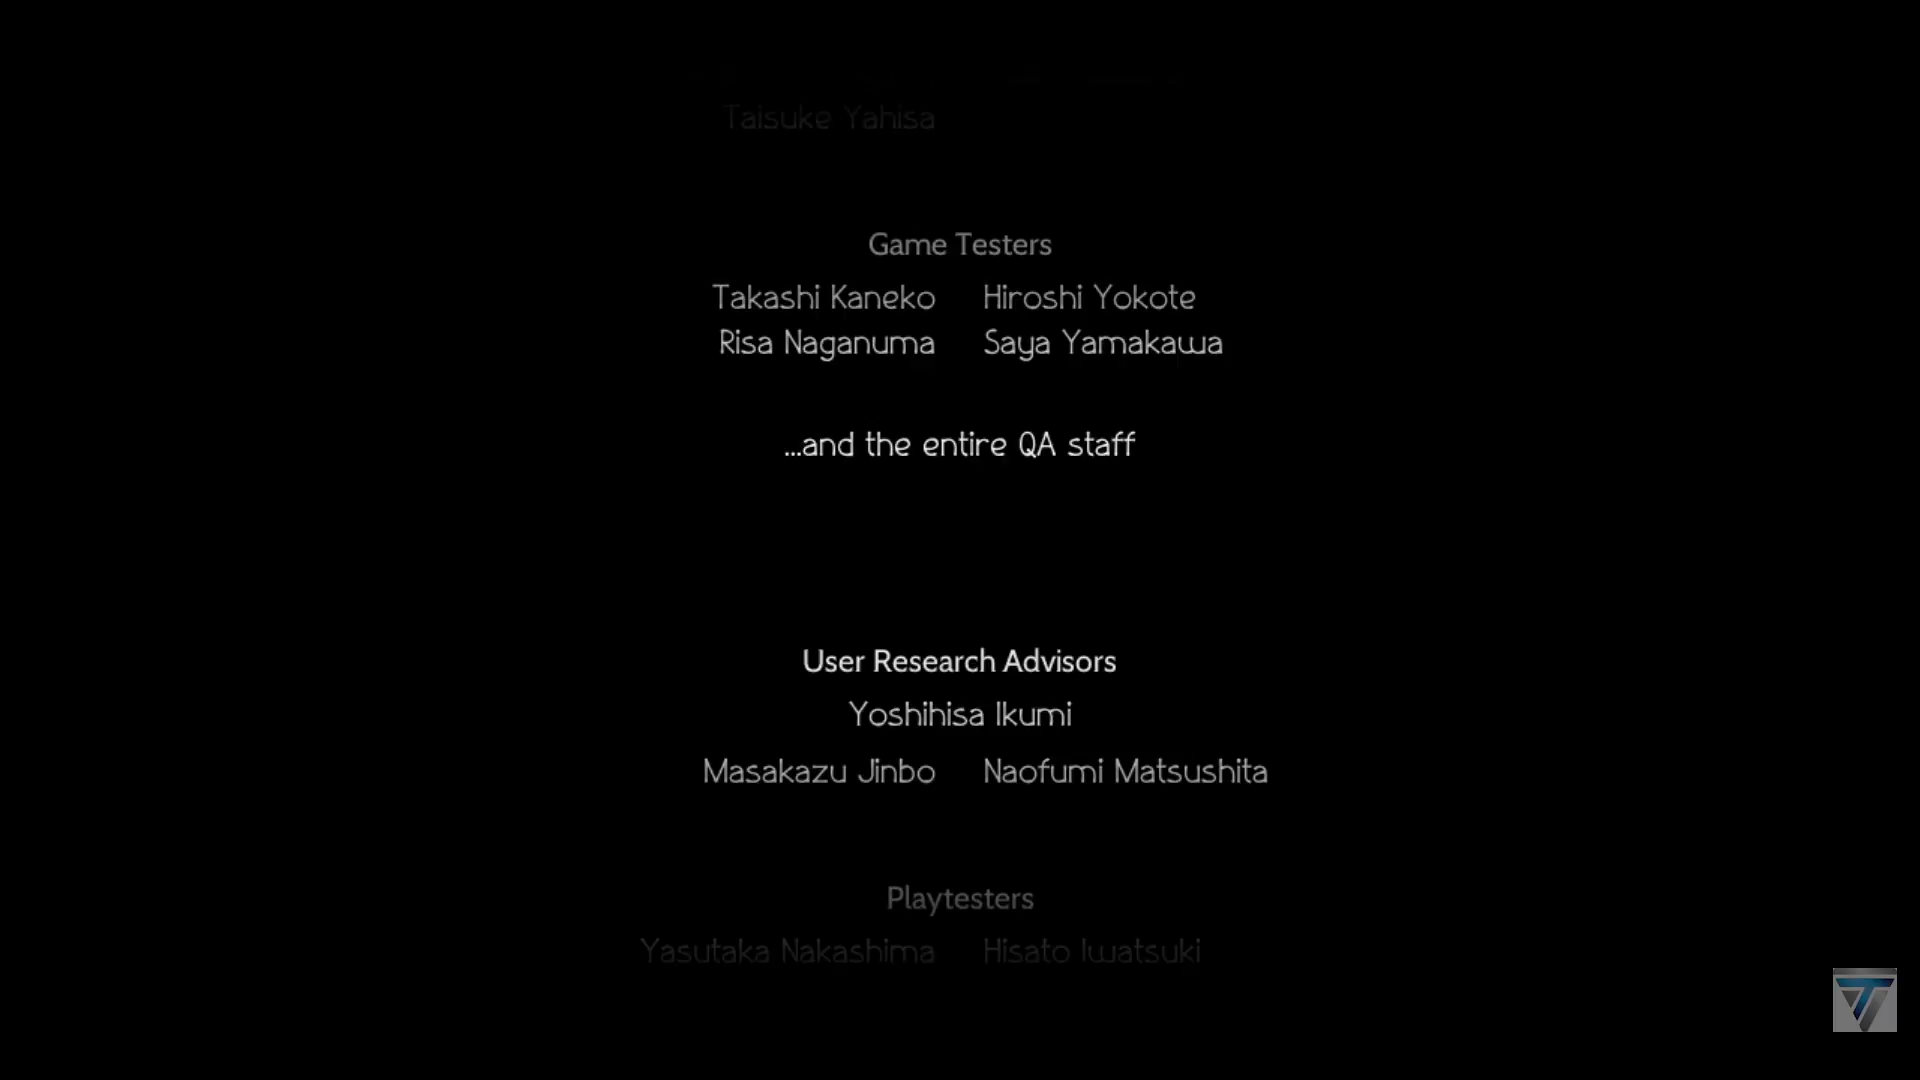 Taisuke Yahisa
Game Testers
Takashi Kaneko Hiroshi Yokote
Risa Naganuma Saya Yamakawa
...and the entire QA staff
User Research Advisors
Yoshihisa Ikumi
Masakazu Jinbo Naofumi Matsushita
Playtesters
Yasutaka Nakashima Hisato Iwatsuki